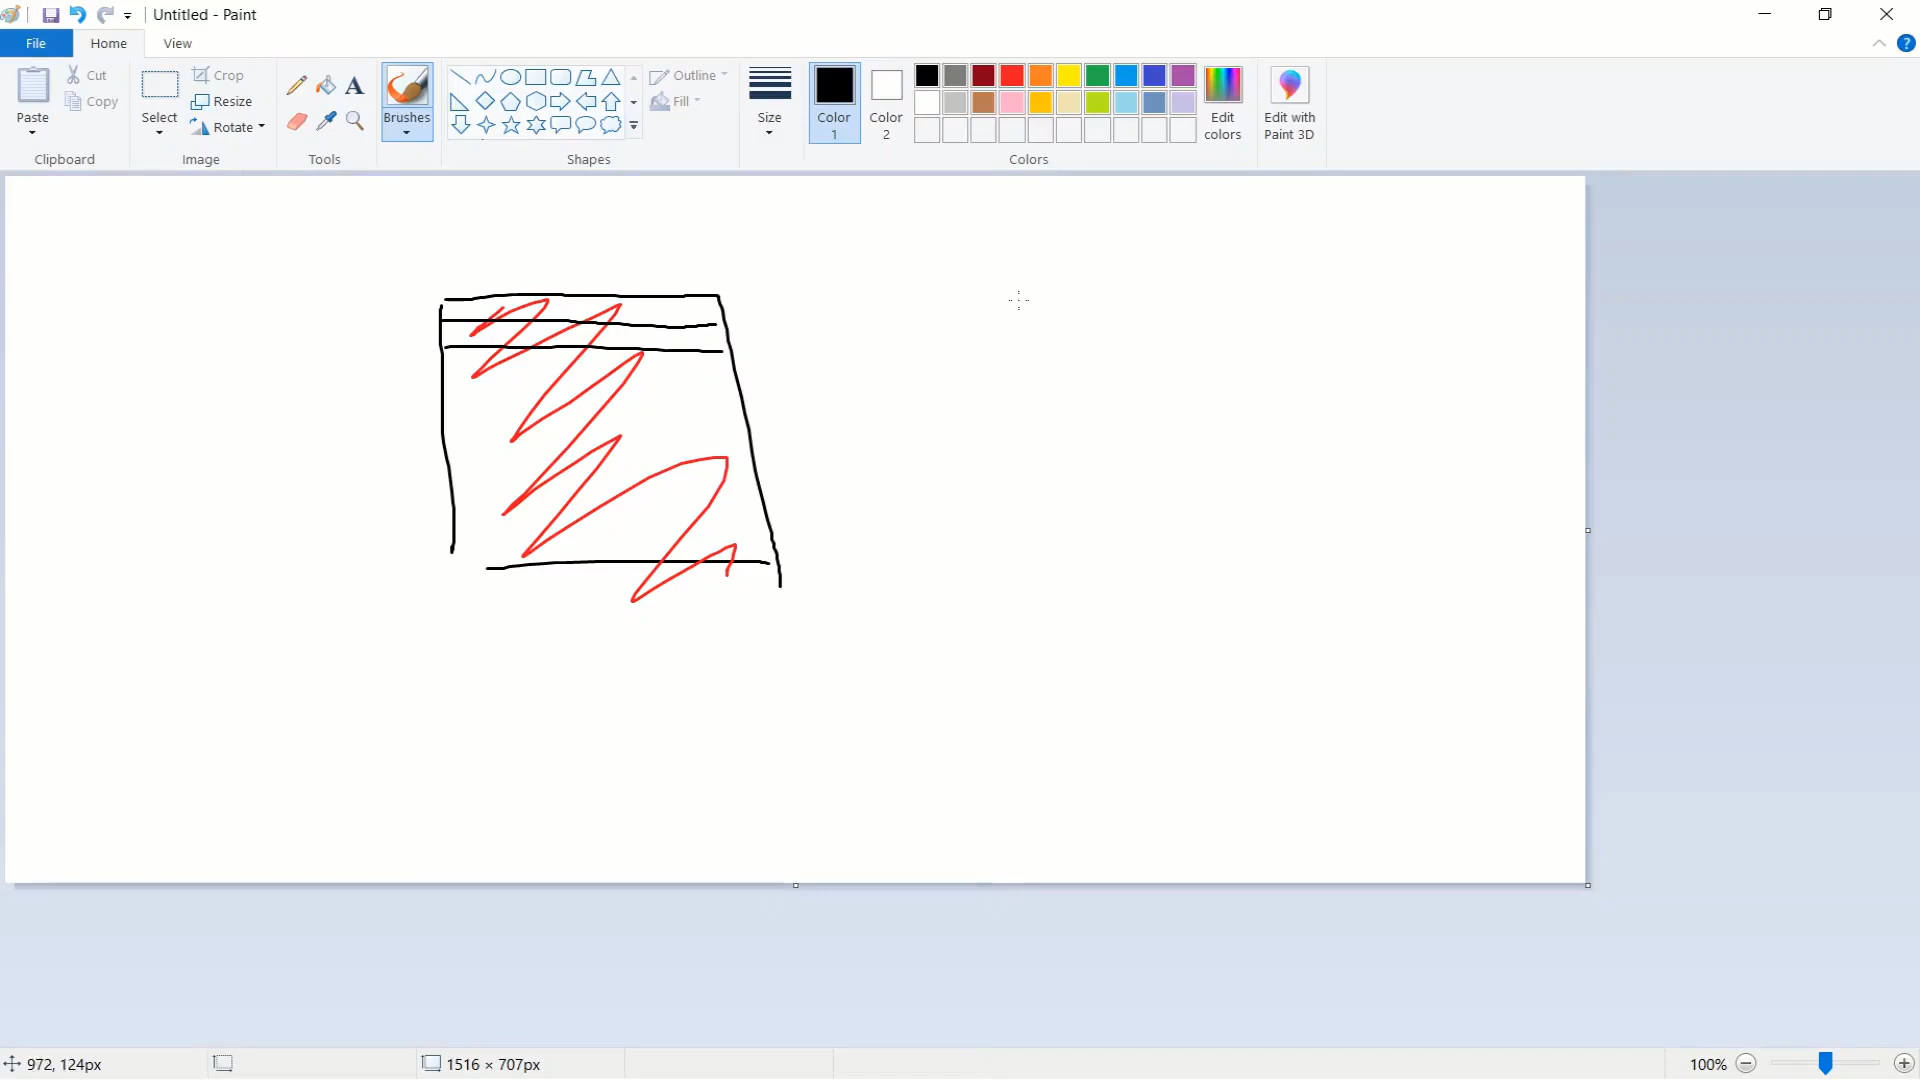 Untitled - Paint
File Home View
Paste
Cut
Copy
Clipboard
Select
Crop
Resize
Rotate
Image
A
Tools
Brushes
Shapes
Outline
Fill
Size
Color 1
Color 2
Edit colors
Colors
Edit with Paint 3D
?
972, 124px
1516 × 707px
100%